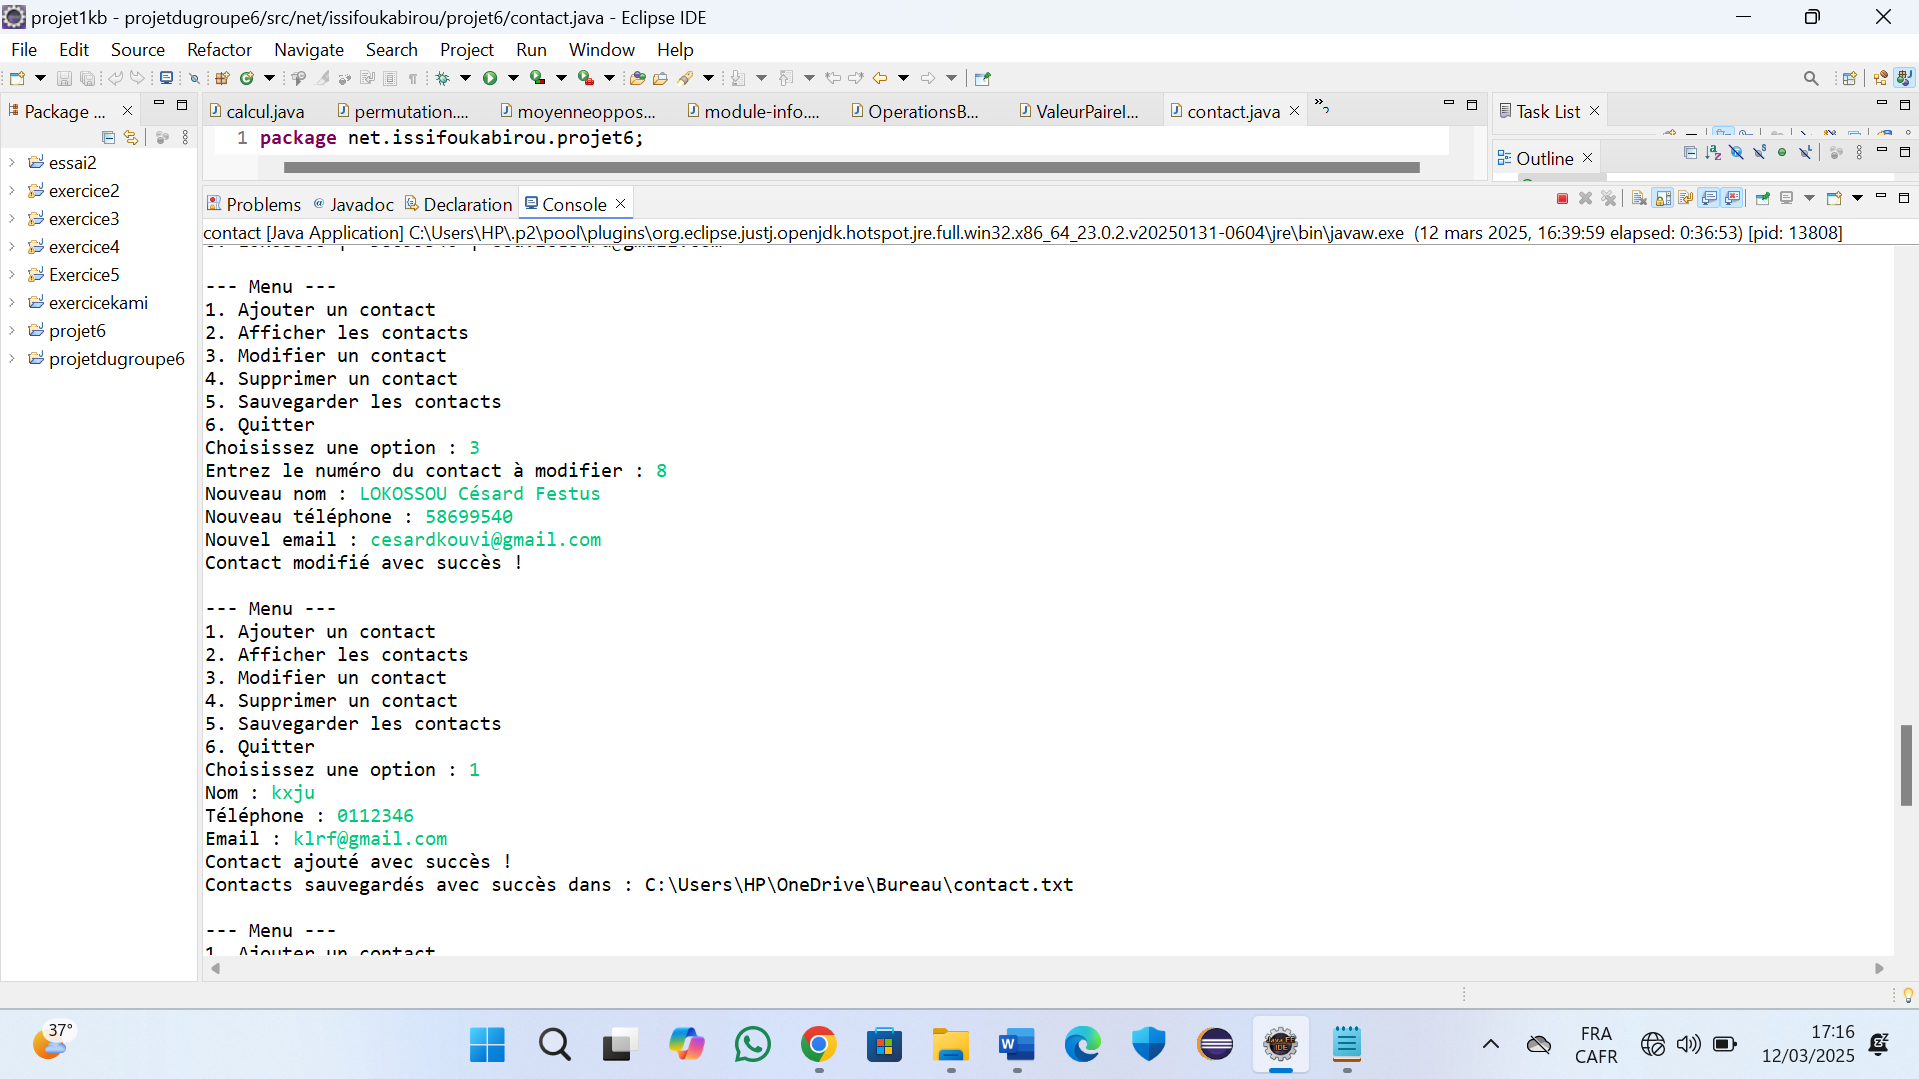 projet1kb - projetdugroupe6/src/net/issifoukabirou/projet6/contact.java - Eclipse IDE
File Edit Source Refactor Navigate Search Project Run Window Help
Package ...
calcul.java permutation.... moyenneoppos... module-info.... OperationsB... ValeurPaireI... contact.java
Task List
1 package net.issifoukabirou.projet6;
Outline
essai2
exercice2
exercice3
exercice4
Exercice5
exercicekami
projet6
projetdugroupe6
Problems Javadoc Declaration Console
contact [Java Application] C:\Users\HP\.p2\pool\plugins\org.eclipse.justj.openjdk.hotspot.jre.full.win32.x86_64_23.0.2.v20250131-0604\jre\bin\javaw.exe (12 mars 2025, 16:39:59 elapsed: 0:36:53) [pid: 13808]
--- Menu ---
1. Ajouter un contact
2. Afficher les contacts
3. Modifier un contact
4. Supprimer un contact
5. Sauvegarder les contacts
6. Quitter
Choisissez une option : 3
Entrez le numéro du contact à modifier : 8
Nouveau nom : LOKOSSOU Césard Festus
Nouveau téléphone : 58699540
Nouvel email : cesardkouvi@gmail.com
Contact modifié avec succès !
--- Menu ---
1. Ajouter un contact
2. Afficher les contacts
3. Modifier un contact
4. Supprimer un contact
5. Sauvegarder les contacts
6. Quitter
Choisissez une option : 1
Nom : kxju
Téléphone : 0112346
Email : klrf@gmail.com
Contact ajouté avec succès !
Contacts sauvegardés avec succès dans : C:\Users\HP\OneDrive\Bureau\contact.txt
--- Menu ---
1. Ajouter un contact
37°
FRA
CAFR
17:16
12/03/2025